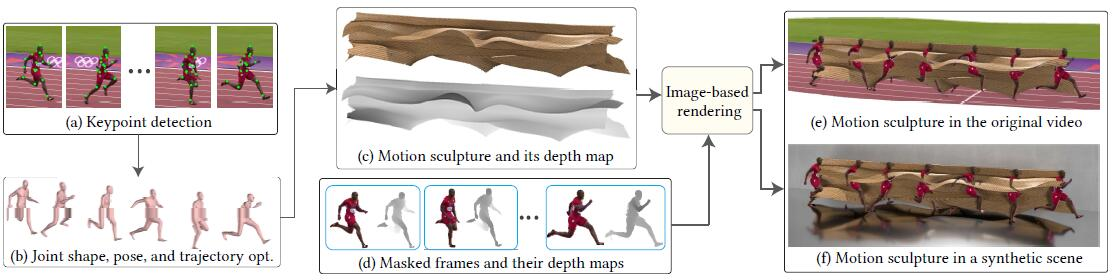 (a) Keypoint detection
(b) Joint shape, pose, and trajectory opt.
(c) Motion sculpture and its depth map
(d) Masked frames and their depth maps
Image-based
rendering
(e) Motion sculpture in the original video
(f) Motion sculpture in a synthetic scene